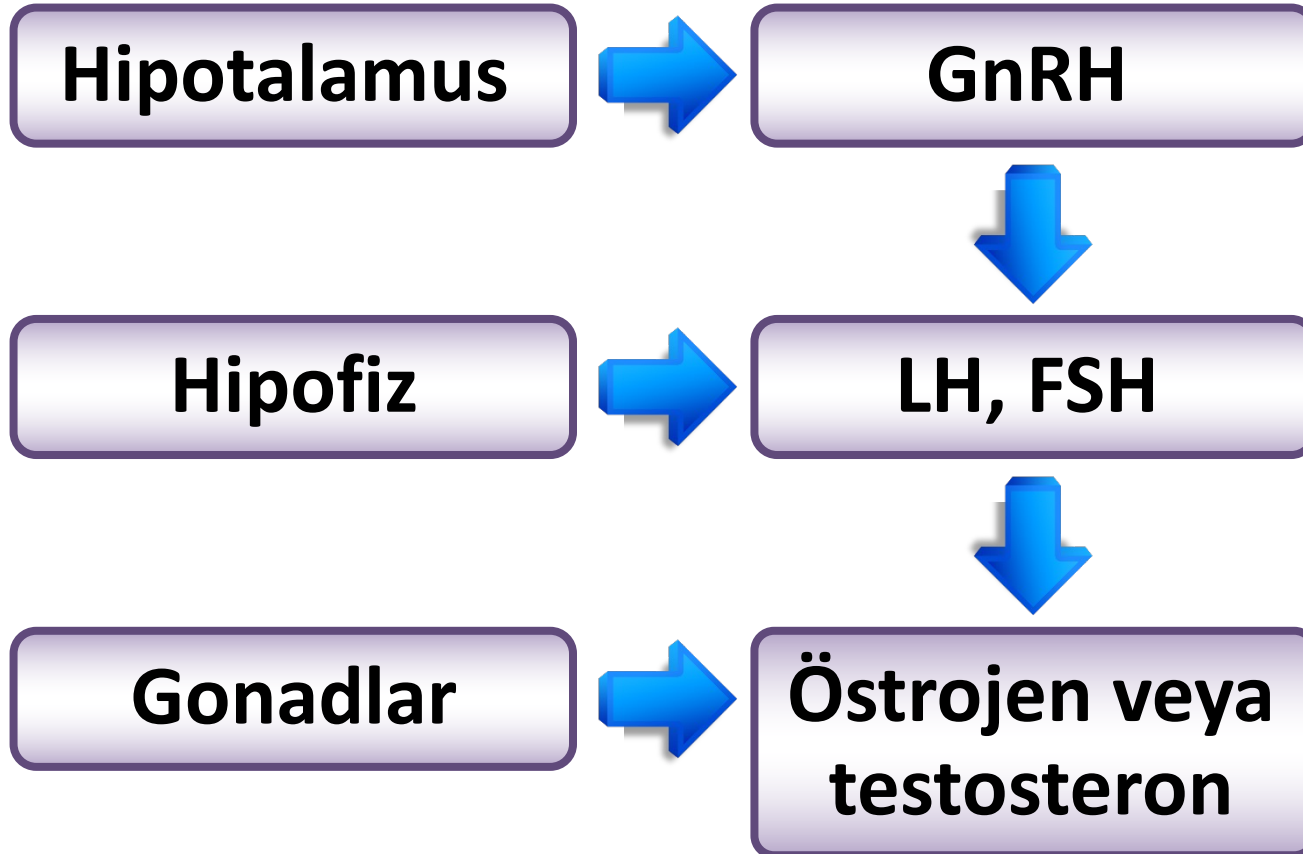 Hipotalamus
GnRH
Hipofiz
LH, FSH
Gonadlar
Östrojen veya
testosteron